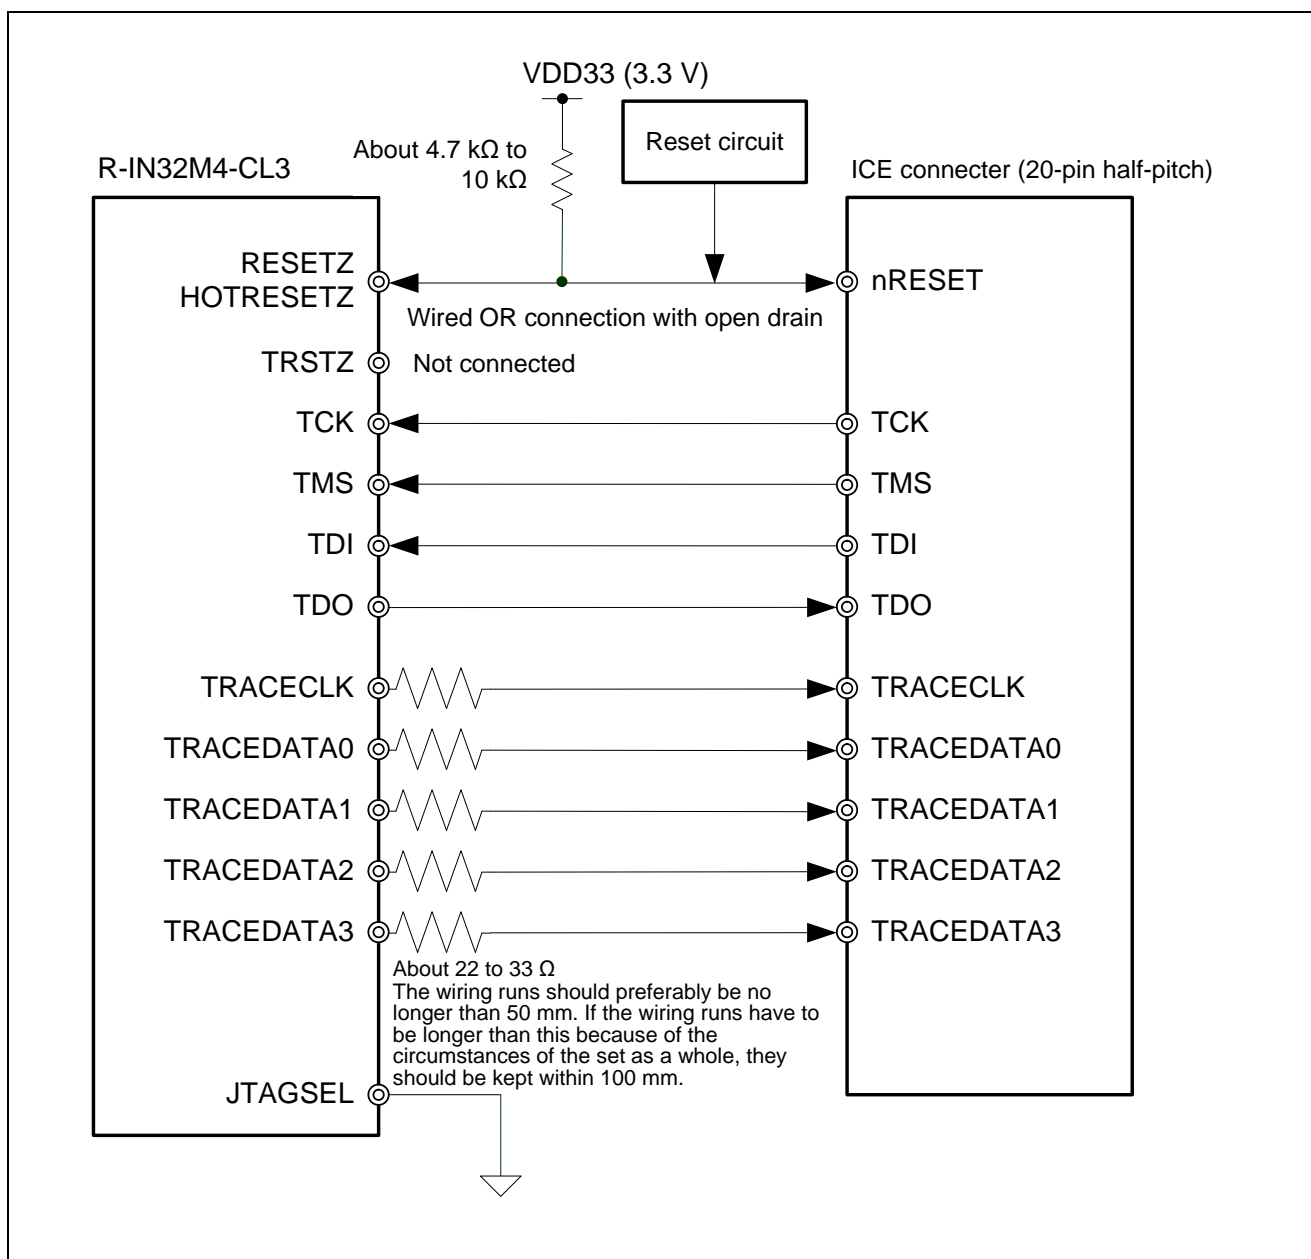 VDD33 (3.3 V)
About 4.7 kΩ to
10 kΩ
Reset circuit
R-IN32M4-CL3
ICE connecter (20-pin half-pitch)
RESETZ
HOTRESETZ
nRESET
Wired OR connection with open drain
TRSTZ
Not connected
TCK
TCK
TMS
TMS
TDI
TDI
TDO
TDO
TRACECLK
TRACECLK
TRACEDATA0
TRACEDATA0
TRACEDATA1
TRACEDATA1
TRACEDATA2
TRACEDATA2
TRACEDATA3
TRACEDATA3
About 22 to 33 Ω
The wiring runs should preferably be no
longer than 50 mm. If the wiring runs have to
be longer than this because of the
circumstances of the set as a whole, they
should be kept within 100 mm.
JTAGSEL